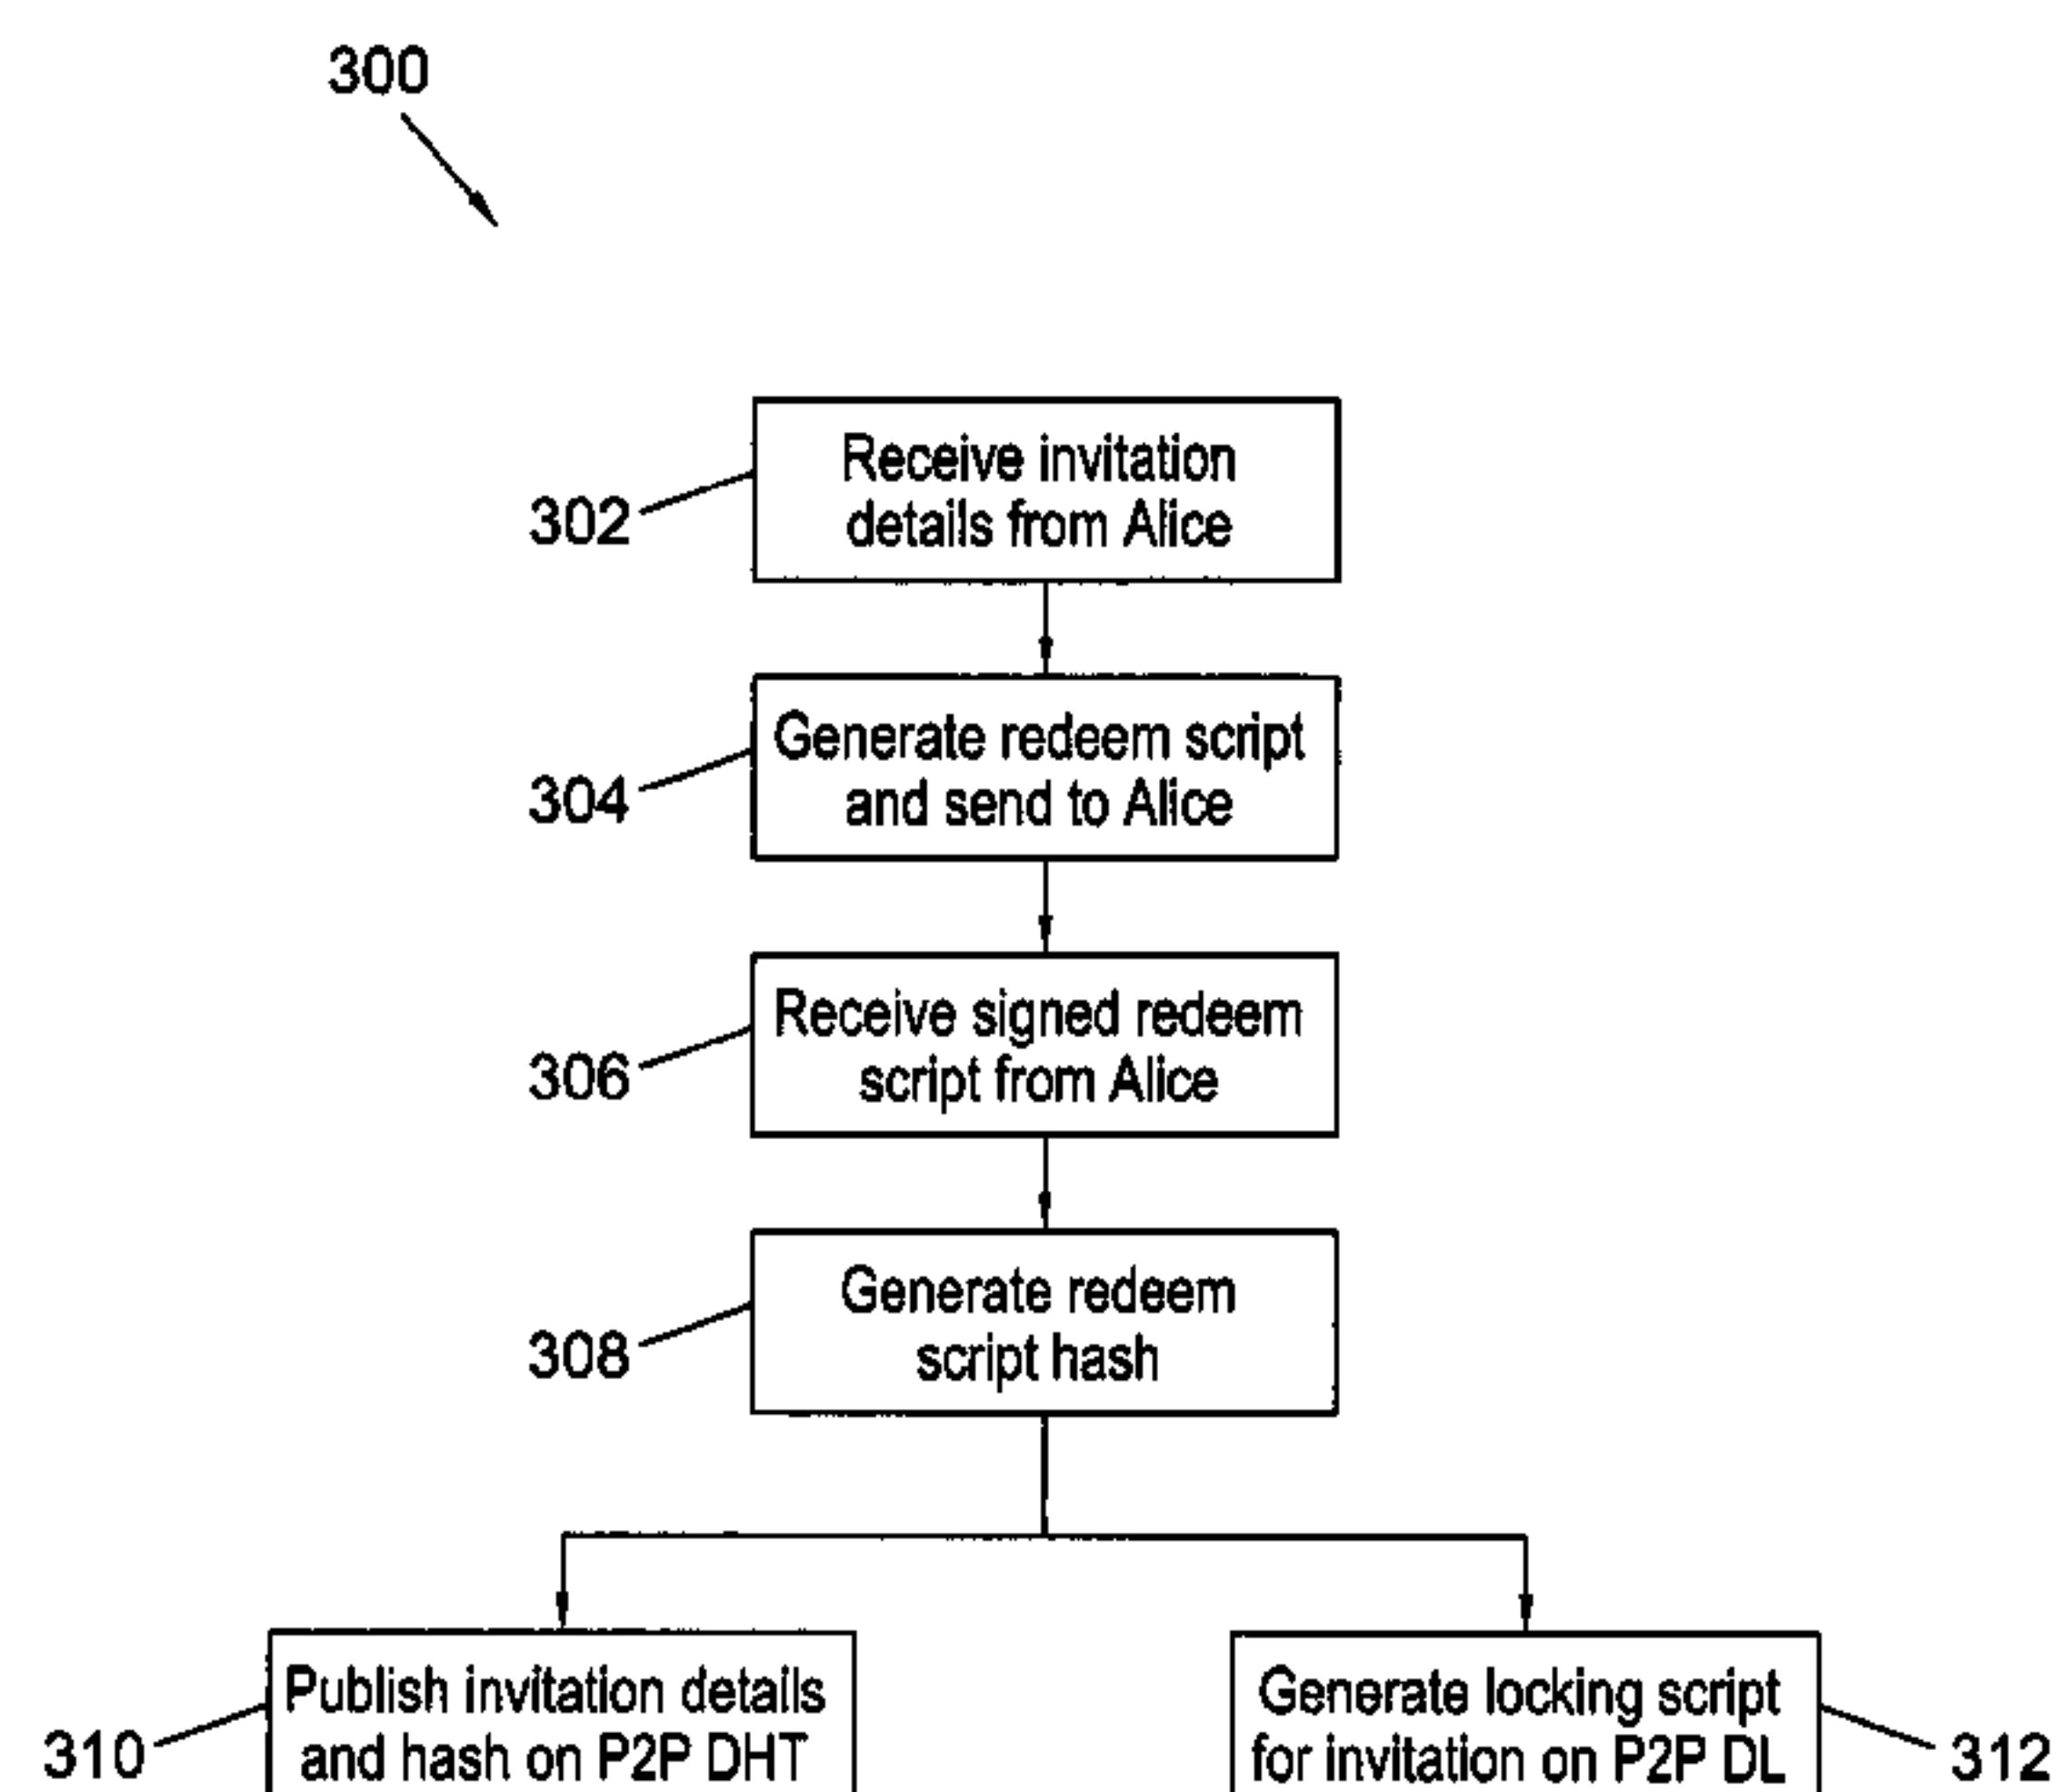 300
Receive invitation
details from Alice
302
Generate redeem script
and send to Alice
304
Receive signed redeem
script from Alice
306
Generate redeem
script hash
308
Publish invitation details
and hash on P2P DHT
310
Generate locking script
for invitation on P2P DL
312